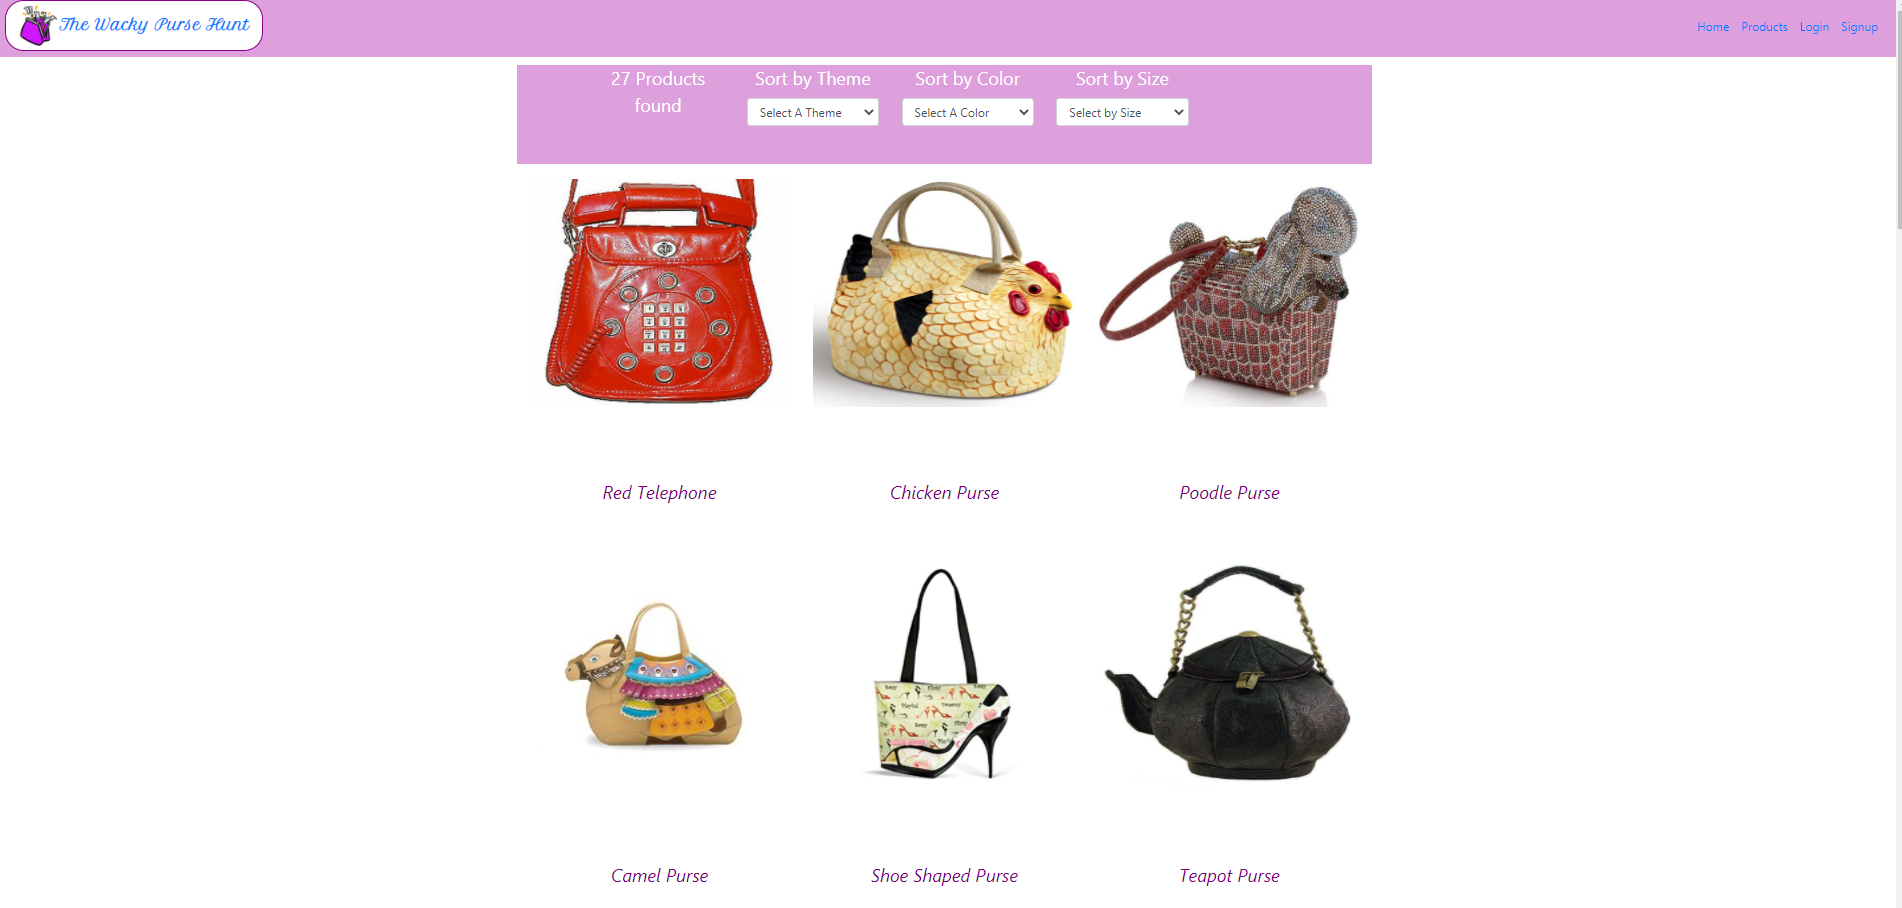 The Wacky Purse Hunt
Home Products Login Signup
27 Products
found
Sort by Theme
Select A Theme
Sort by Color
Select A Color
Sort by Size
Select by Size
Red Telephone
Chicken Purse
Poodle Purse
Camel Purse
Shoe Shaped Purse
Teapot Purse